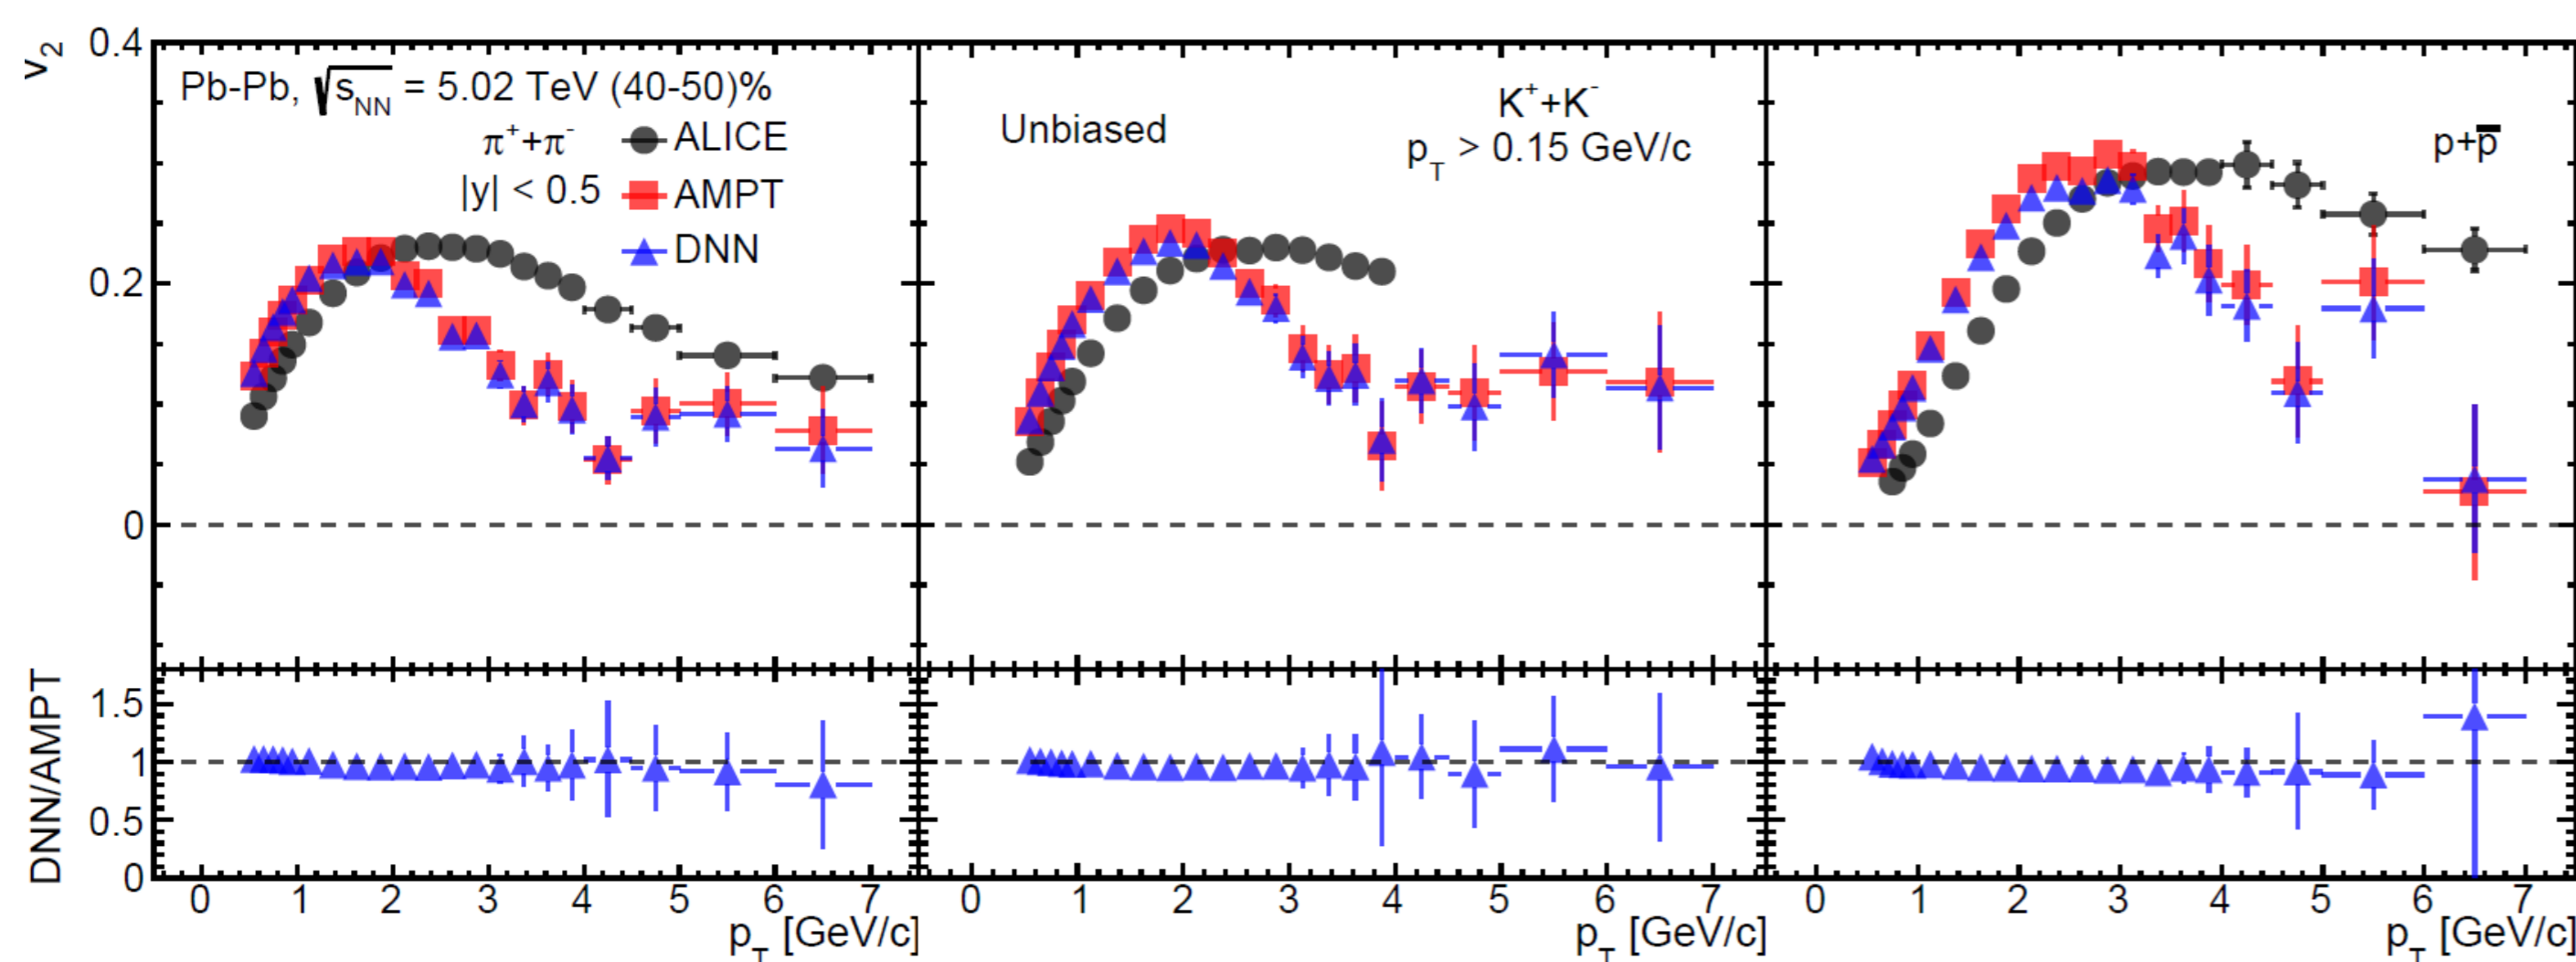 v₂
0.4
0.2
0
Pb-Pb, √sNN = 5.02 TeV (40-50)%
π⁺+π⁻
|y| < 0.5
ALICE
AMPT
DNN
Unbiased
K⁺+K⁻
pT > 0.15 GeV/c
p+p̅
DNN/AMPT
1.5
1
0.5
0
0 1 2 3 4 5 6 7
0 1 2 3 4 5 6 7
0 1 2 3 4 5 6 7
pT [GeV/c]
pT [GeV/c]
pT [GeV/c]